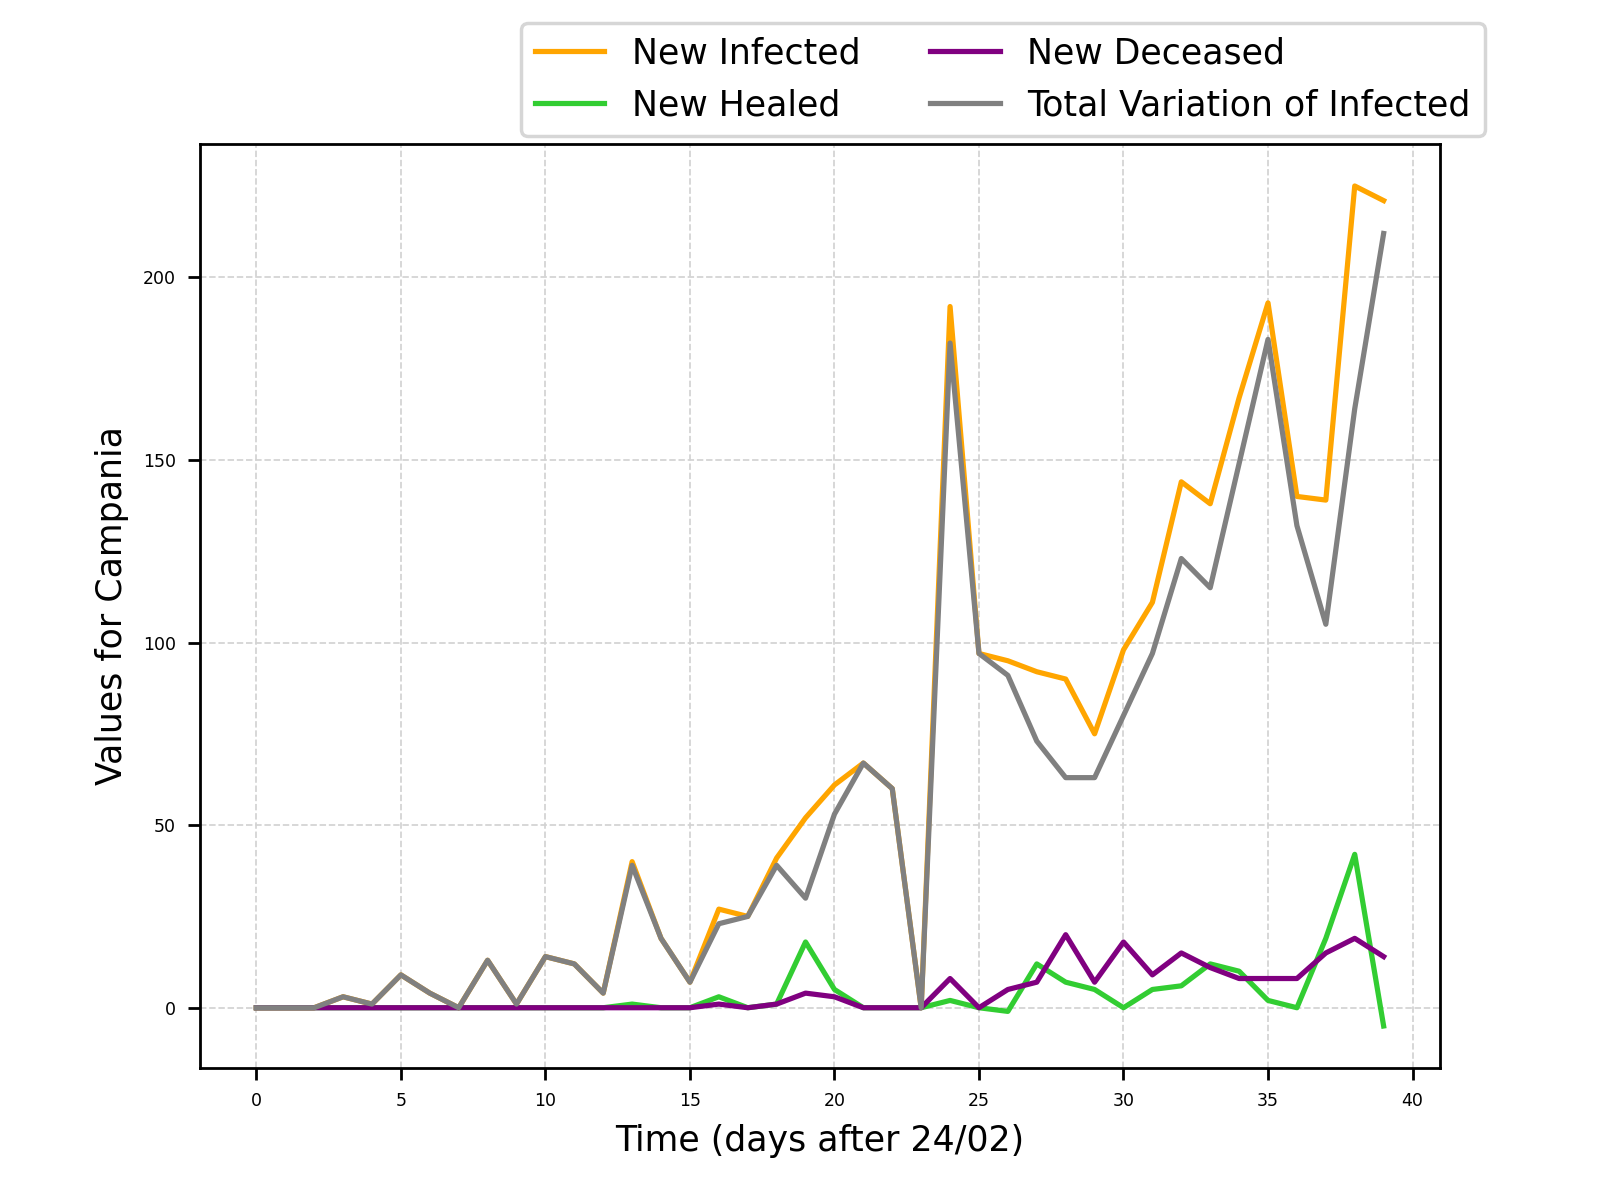 New Infected
New Healed
New Deceased
Total Variation of Infected
Values for Campania
200
150
100
50
0
0 5 10 15 20 25 30 35 40
Time (days after 24/02)